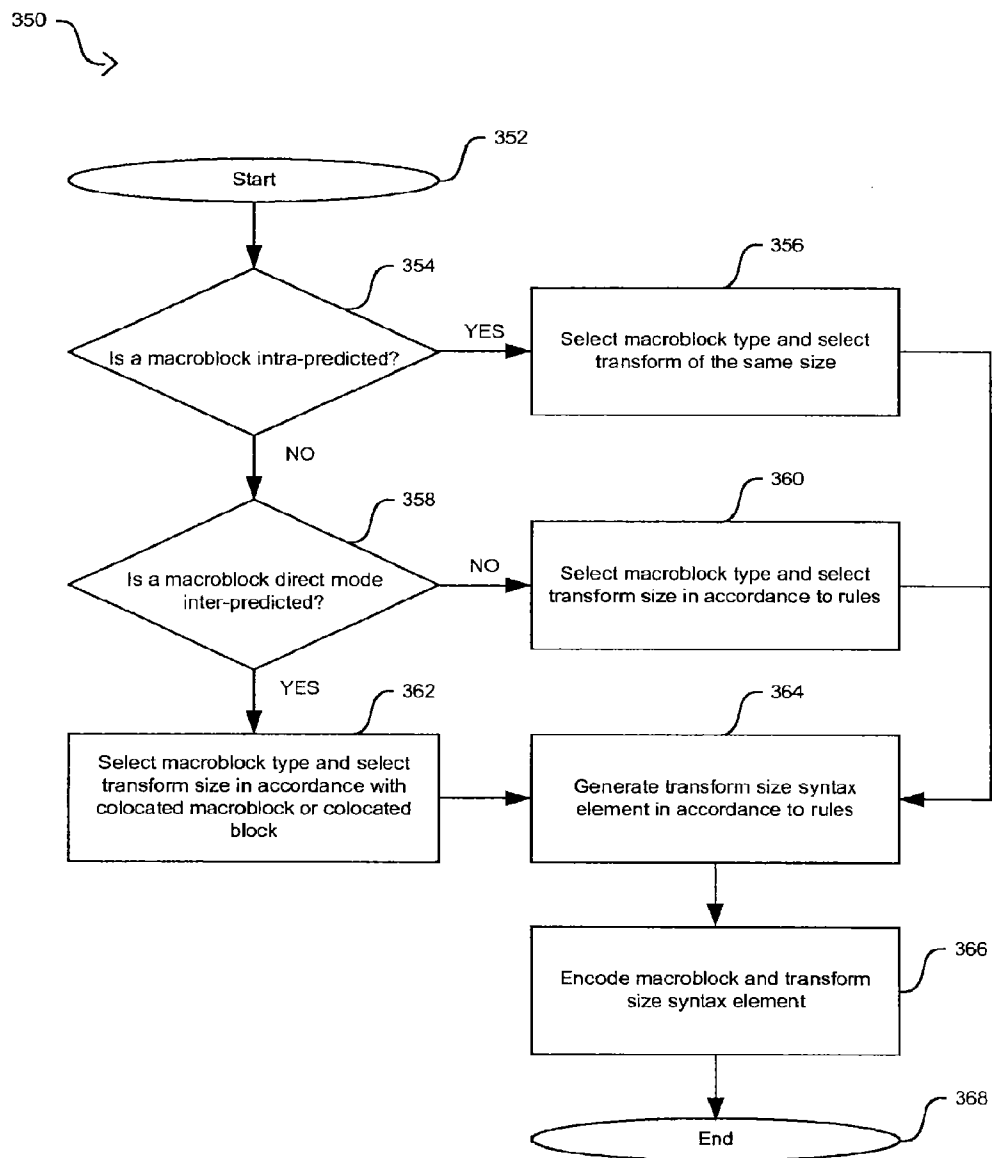 350
352
Start
354
356
YES
Is a macroblock intra-predicted?
Select macroblock type and select
transform of the same size
NO
358
360
NO
Is a macroblock direct mode
inter-predicted?
Select macroblock type and select
transform size in accordance to rules
YES
362
364
Select macroblock type and select
transform size in accordance with
colocated macroblock or colocated
block
Generate transform size syntax
element in accordance to rules
366
Encode macroblock and transform
size syntax element
368
End